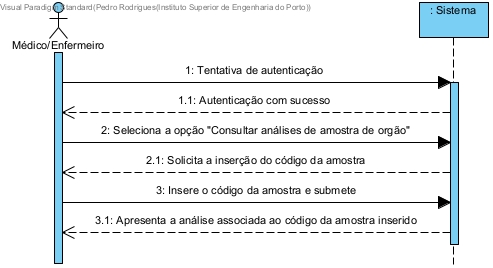 Visual Paradigm Standard(Pedro Rodrigues(Instituto Superior de Engenharia do Porto))
: Sistema
Médico/Enfermeiro
1: Tentativa de autenticação
1.1: Autenticação com sucesso
2: Seleciona a opção "Consultar análises de amostra de orgão"
2.1: Solicita a inserção do código da amostra
3: Insere o código da amostra e submete
3.1: Apresenta a análise associada ao código da amostra inserido